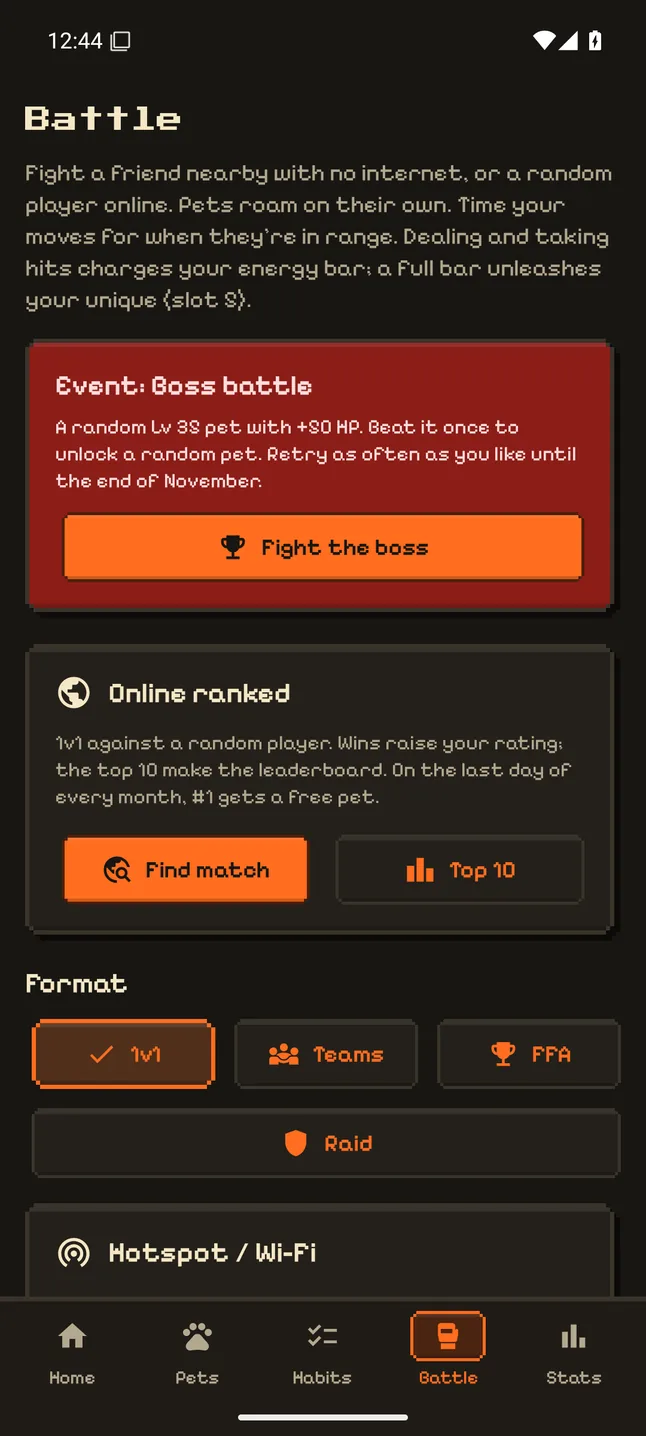 12:44
Battle
Fight a friend nearby with no internet, or a random
player online. Pets roam on their own. Time your
moves for when they're in range. Dealing and taking
hits charges your energy bar; a full bar unleashes
your unique (slot 5).
Event: Boss battle
A random Lv 35 pet with +50 HP. Beat it once to
unlock a random pet. Retry as often as you like until
the end of November.
Fight the boss
Online ranked
1v1 against a random player. Wins raise your rating;
the top 10 make the leaderboard. On the last day of
every month, #1 gets a free pet.
Find match
Top 10
Format
1v1
Teams
FFA
Raid
Hotspot / Wi-Fi
Home
Pets
Habits
Battle
Stats